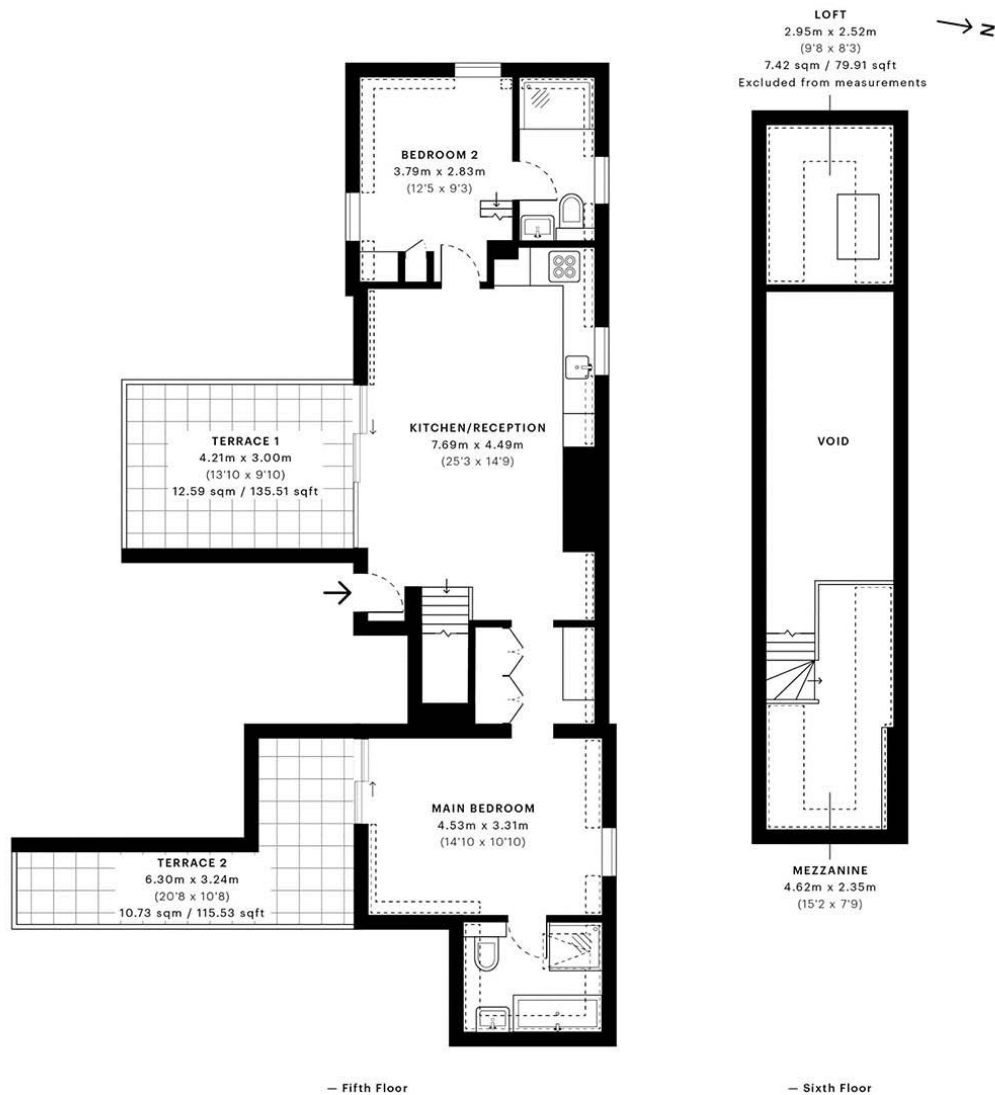 LOFT
2.95m x 2.52m
(9'8 x 8'3)
7.42 sqm / 79.91 sqft
Excluded from measurements
N
BEDROOM 2
3.79m x 2.83m
(12'5 x 9'3)
TERRACE 1
4.21m x 3.00m
(13'10 x 9'10)
12.59 sqm / 135.51 sqft
KITCHEN/RECEPTION
7.69m x 4.49m
(25'3 x 14'9)
VOID
MAIN BEDROOM
4.53m x 3.31m
(14'10 x 10'10)
TERRACE 2
6.30m x 3.24m
(20'8 x 10'8)
10.73 sqm / 115.53 sqft
MEZZANINE
4.62m x 2.35m
(15'2 x 7'9)
— Fifth Floor
— Sixth Floor